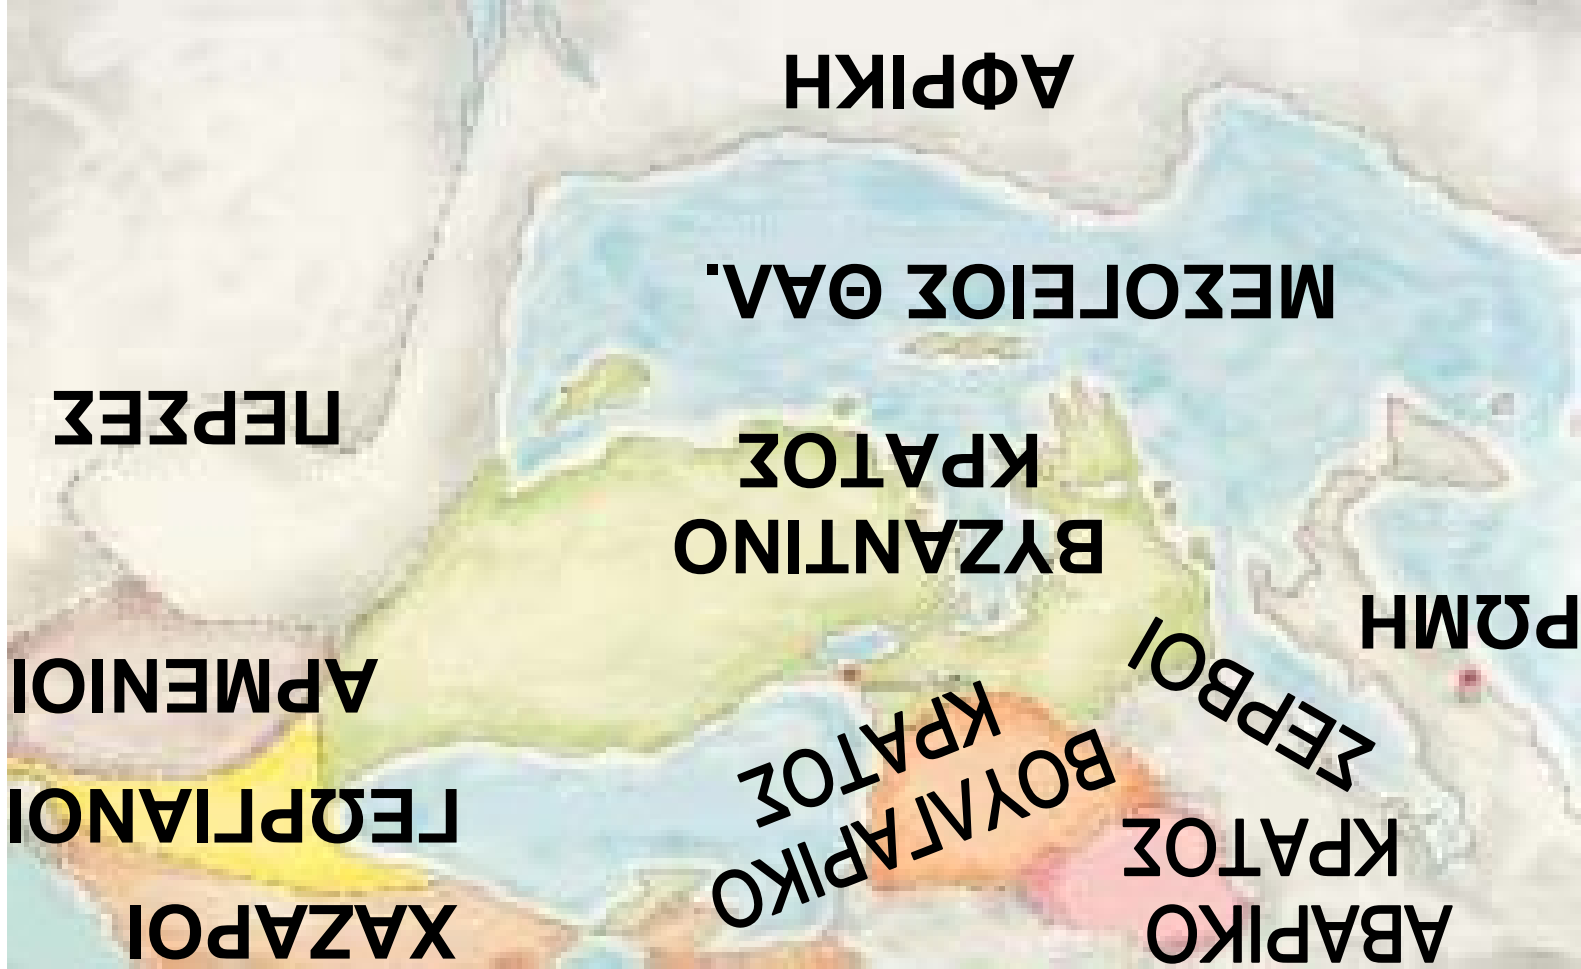 ΑΒΑΡΙΚΟ
ΚΡΑΤΟΣ
ΧΑΖΑΡΟΙ
ΒΟΥΛΓΑΡΙΚΟ
ΚΡΑΤΟΣ
ΓΕΩΡΓΙΑΝΟΙ
ΣΕΡΒΟΙ
ΑΡΜΕΝΙΟΙ
ΡΩΜΗ
ΒΥΖΑΝΤΙΝΟ
ΚΡΑΤΟΣ
ΠΕΡΣΕΣ
ΜΕΣΟΓΕΙΟΣ ΘΑΛ.
ΑΦΡΙΚΗ